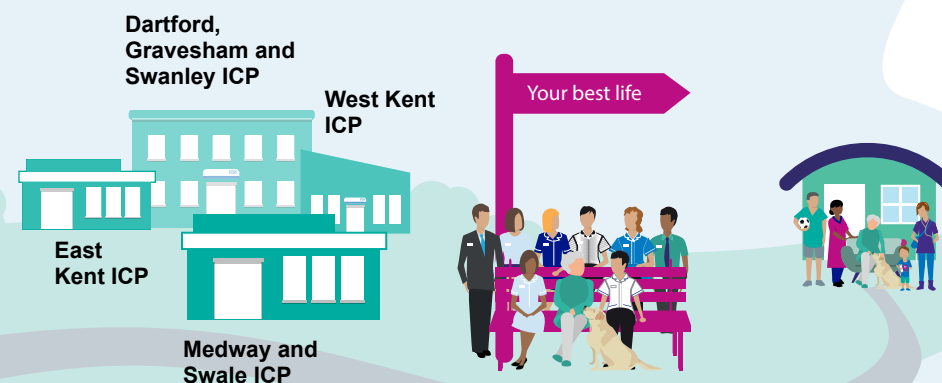 Dartford,
Gravesham and
Swanley ICP
West Kent
ICP
Your best life
East
Kent ICP
Medway and
Swale ICP